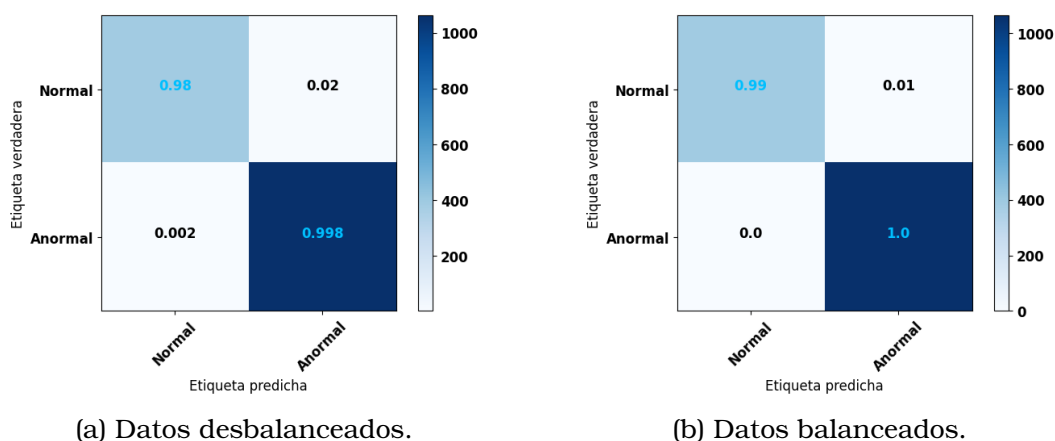 Etiqueta verdadera
Normal
Anormal
0.98
0.02
0.002
0.998
Normal
Anormal
Etiqueta predicha
1000
800
600
400
200
(a) Datos desbalanceados.
Etiqueta verdadera
Normal
Anormal
0.99
0.01
0.0
1.0
Normal
Anormal
Etiqueta predicha
1000
800
600
400
200
0
(b) Datos balanceados.